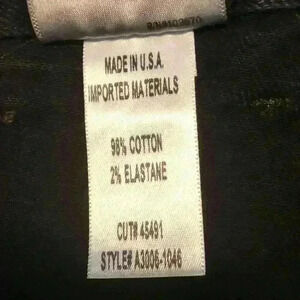 MADE IN U.S.A.
IMPORTED MATERIALS
98% COTTON
2% ELASTANE
CUT# 45491
STYLE# A3006-1046